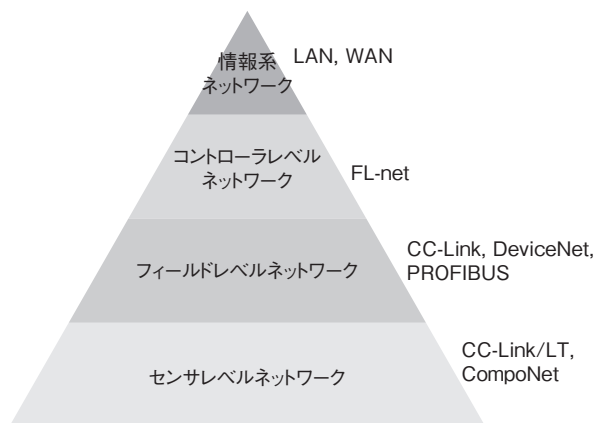 情報系
ネットワーク
LAN, WAN
コントローラレベル
ネットワーク
FL-net
フィールドレベルネットワーク
CC-Link, DeviceNet,
PROFIBUS
センサレベルネットワーク
CC-Link/LT,
CompoNet